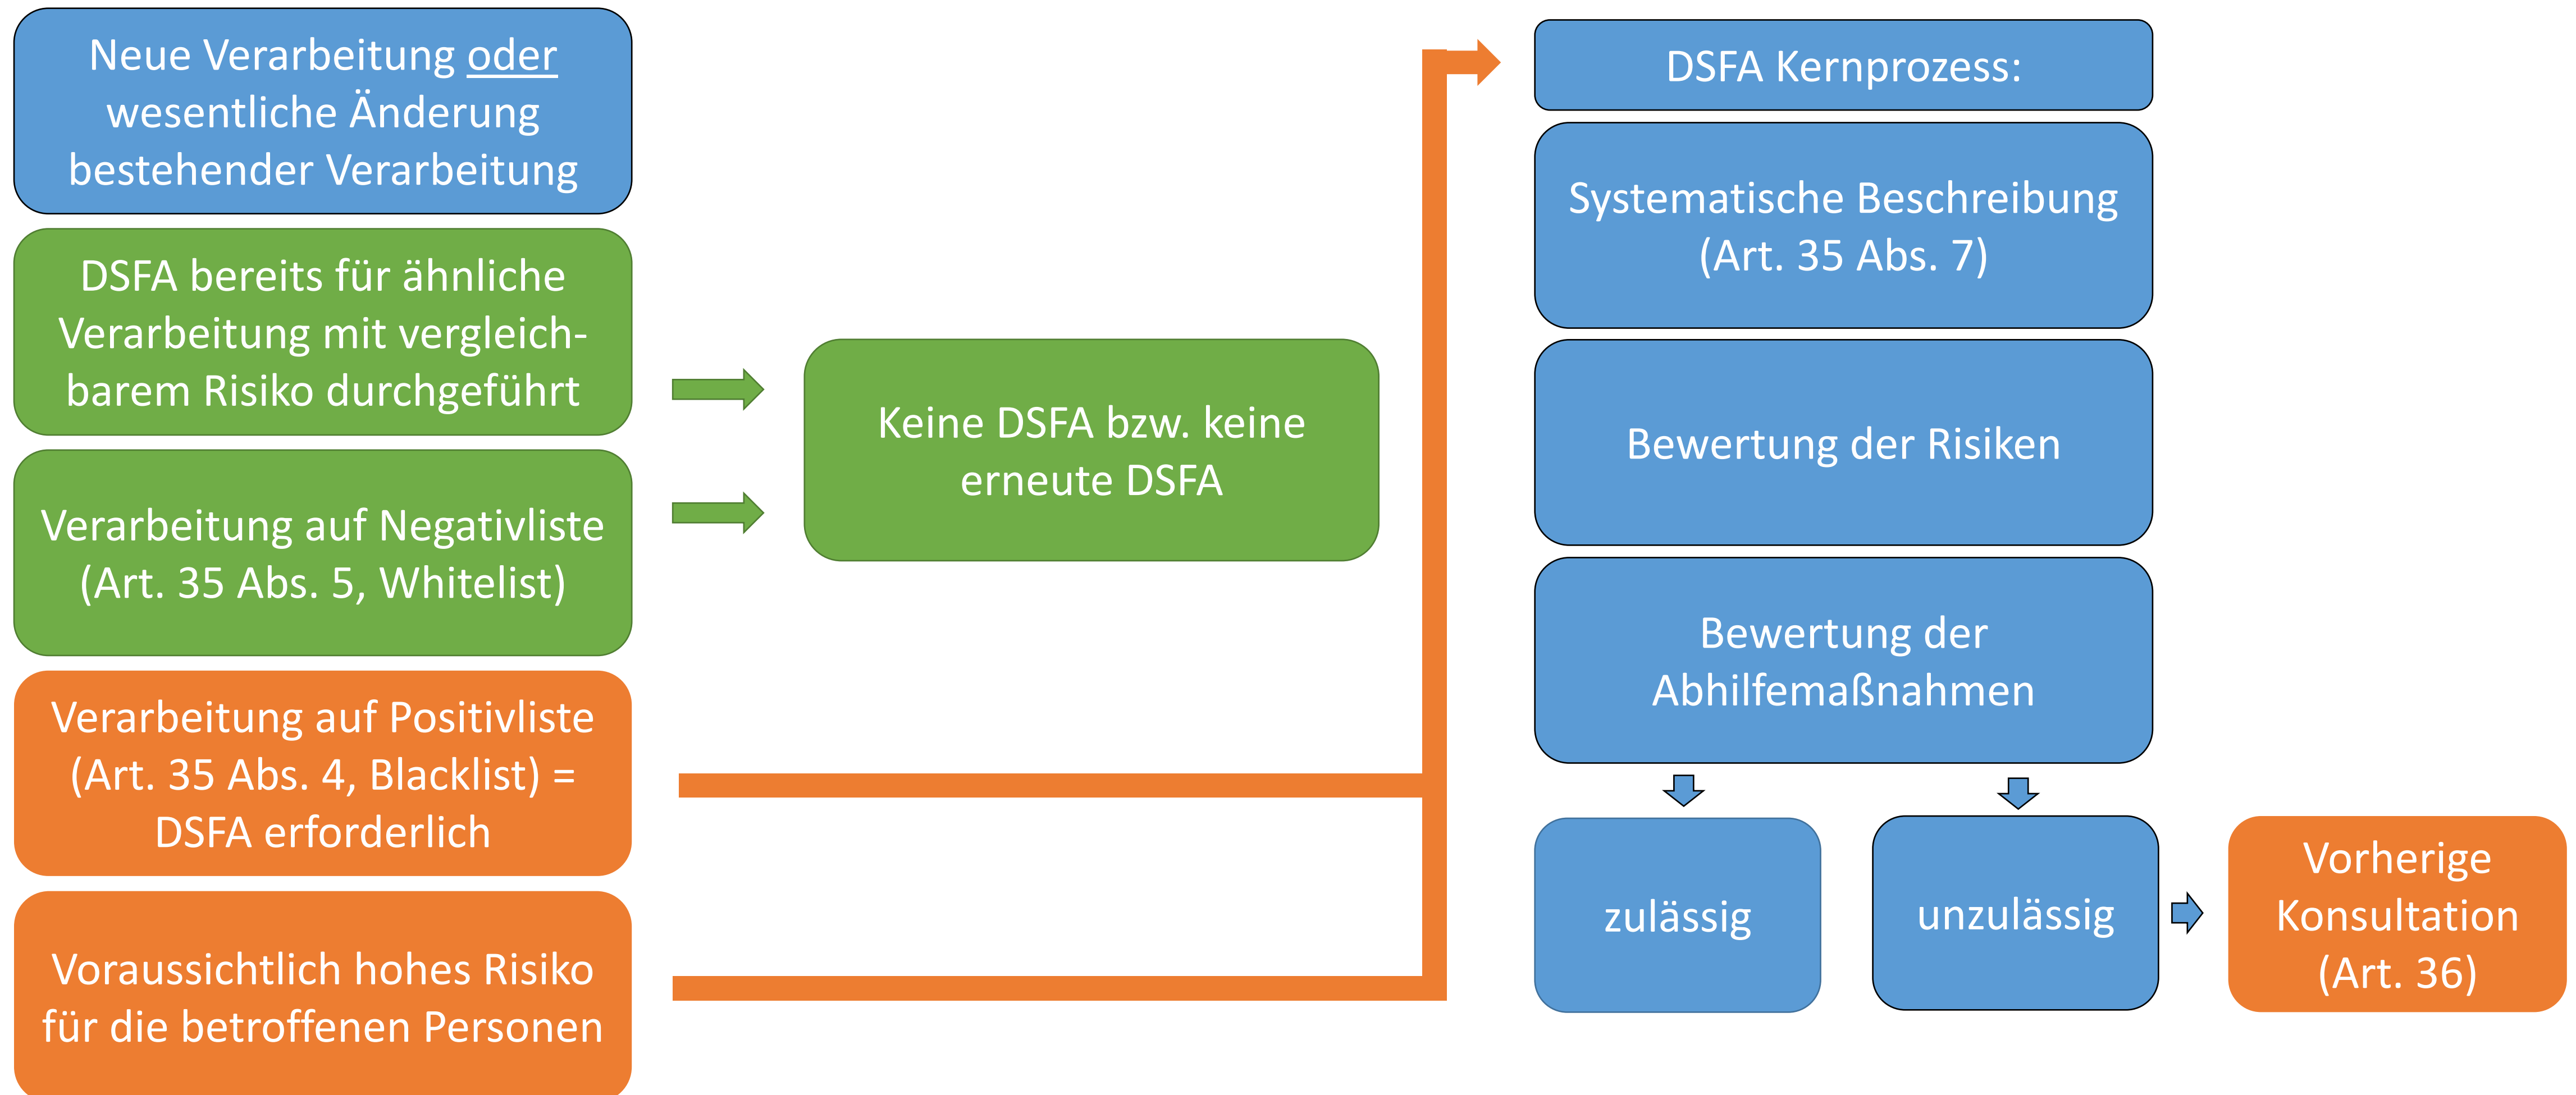 Neue Verarbeitung oder
wesentliche Änderung
bestehender Verarbeitung
DSFA bereits für ähnliche
Verarbeitung mit vergleich-
barem Risiko durchgeführt
Verarbeitung auf Negativliste
(Art. 35 Abs. 5, Whitelist)
Verarbeitung auf Positivliste
(Art. 35 Abs. 4, Blacklist) =
DSFA erforderlich
Voraussichtlich hohes Risiko
für die betroffenen Personen
Keine DSFA bzw. keine
erneute DSFA
DSFA Kernprozess:
Systematische Beschreibung
(Art. 35 Abs. 7)
Bewertung der Risiken
Bewertung der
Abhilfemaßnahmen
zulässig
unzulässig
Vorherige
Konsultation
(Art. 36)